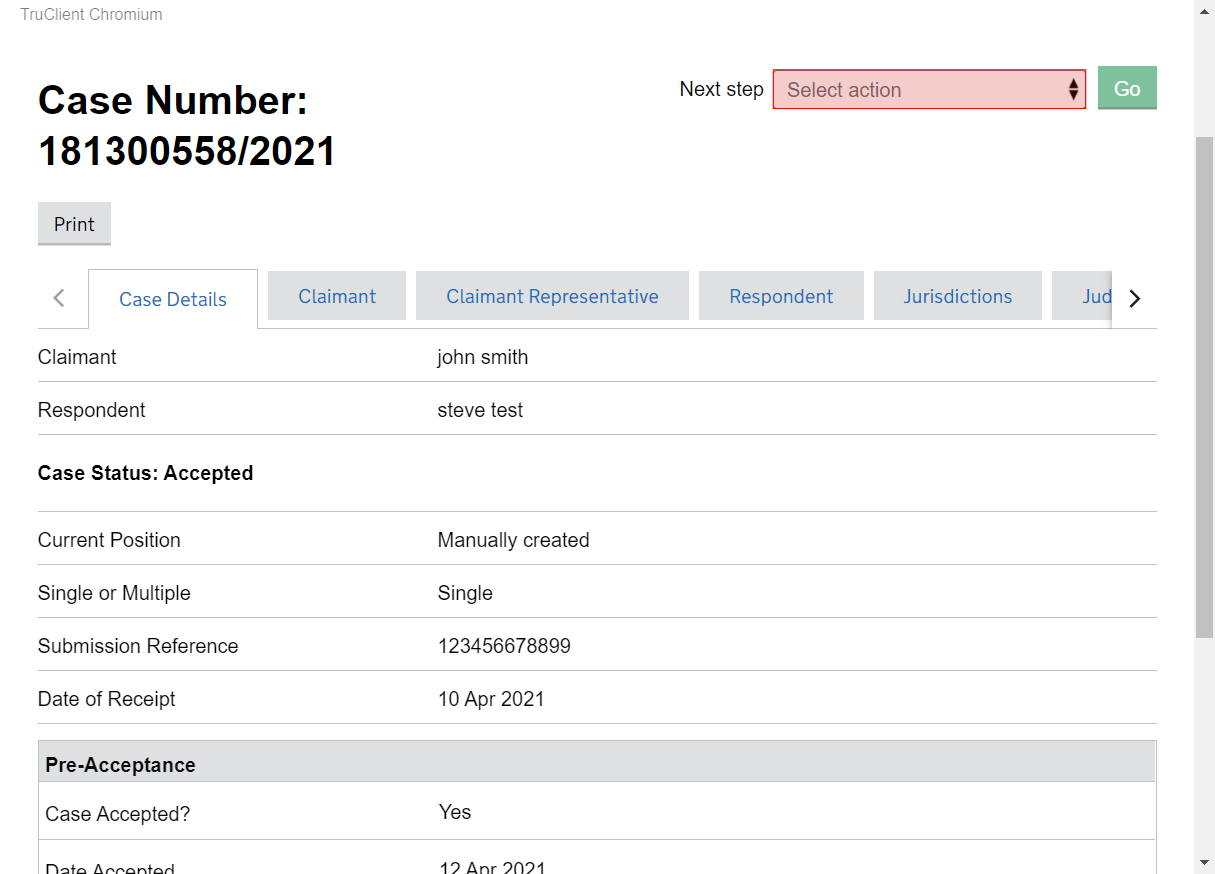 TruClient Chromium
Case Number:
181300558/2021
Next step Select action Go
Print
Case Details Claimant Claimant Representative Respondent Jurisdictions Jud
Claimant john smith
Respondent steve test
Case Status: Accepted
Current Position Manually created
Single or Multiple Single
Submission Reference 123456678899
Date of Receipt 10 Apr 2021
Pre-Acceptance
Case Accepted? Yes
Date Accepted 12 Apr 2021